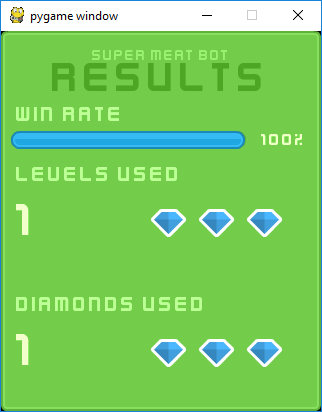 pygame window
SUPER MEAT BOT
RESULTS
WIN RATE
100%
LEVELS USED
1
DIAMONDS USED
1